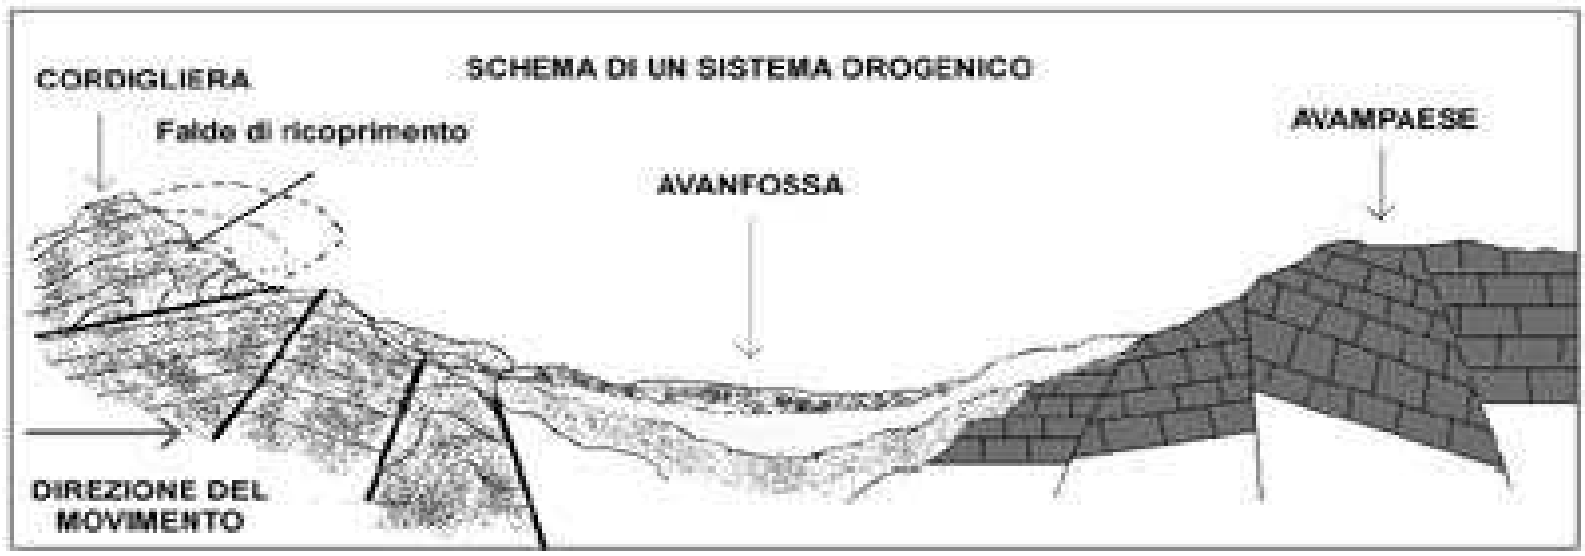 SCHEMA DI UN SISTEMA OROGENICO
CORDIGLIERA
Falde di ricoprimento
AVAMPAESE
AVANFOSSA
DIREZIONE DEL
MOVIMENTO